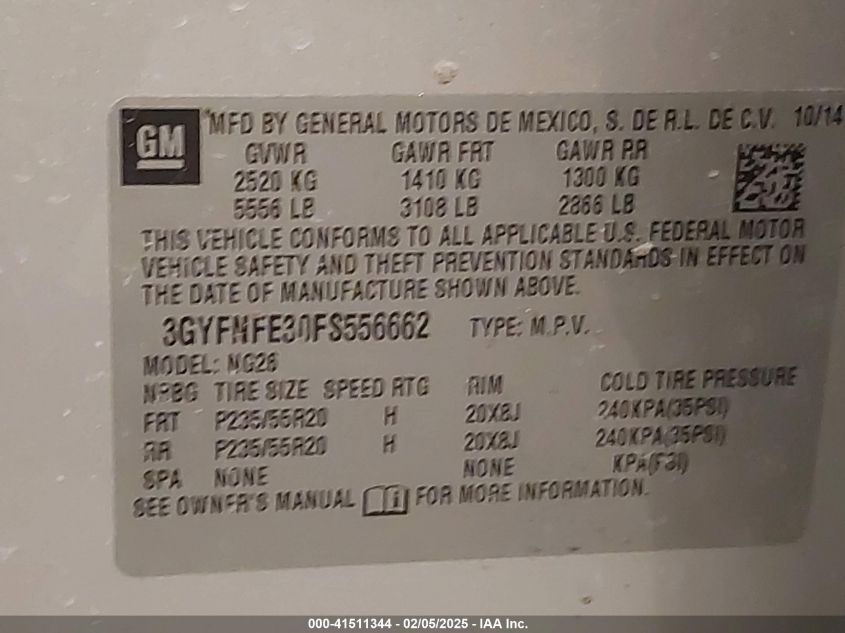 GM
MFD BY GENERAL MOTORS DE MEXICO, S. DE R.L. DE C.V. 10/14
GVWR GAWR FRT GAWR RR
2520 KG 1410 KG 1300 KG
5556 LB 3108 LB 2866 LB
THIS VEHICLE CONFORMS TO ALL APPLICABLE U.S. FEDERAL MOTOR
VEHICLE SAFETY AND THEFT PREVENTION STANDARDS IN EFFECT ON
THE DATE OF MANUFACTURE SHOWN ABOVE.
3GYFNFE30FS556662 TYPE: M.P.V.
MODEL: NG26
TIRE SIZE SPEED RTG RIM COLD TIRE PRESSURE
FRT P235/55R20 H 20X8J 240KPA(35PSI)
RR P235/55R20 H 20X8J 240KPA(35PSI)
SPA NONE NONE KPA(PSI)
SEE OWNER'S MANUAL FOR MORE INFORMATION.
000-41511344 - 02/05/2025 - IAA Inc.